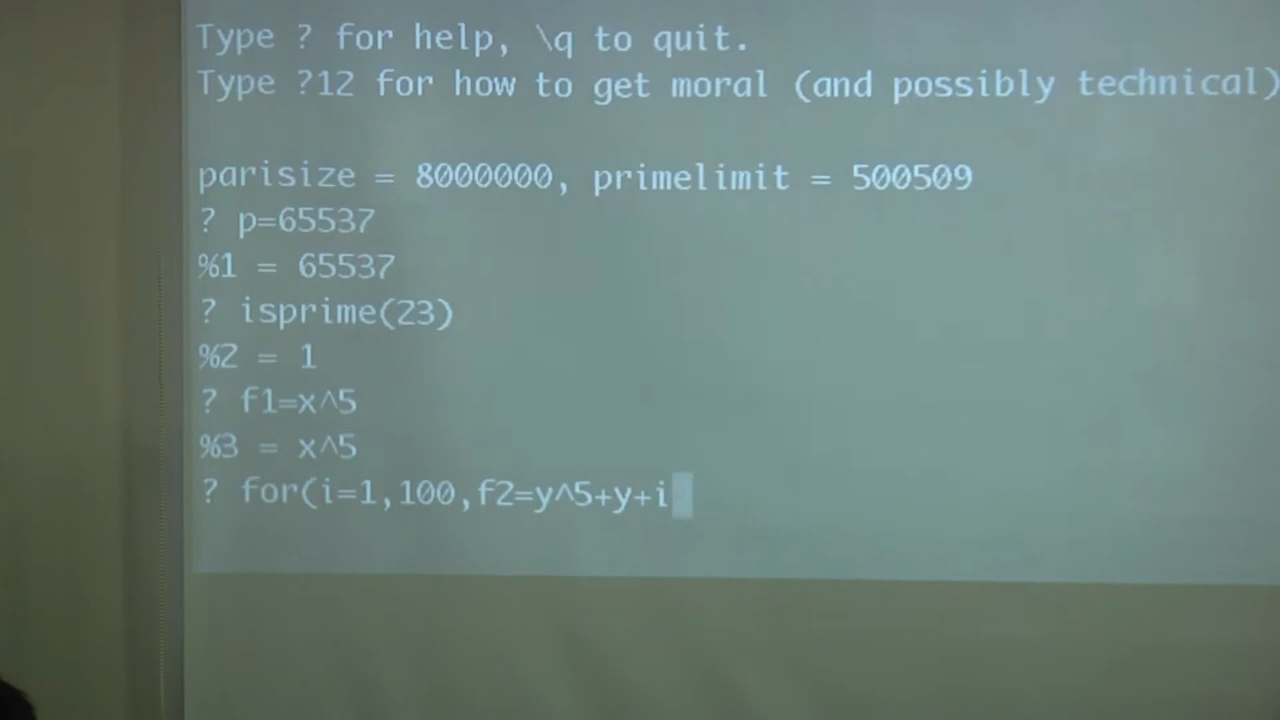 Type ? for help, \q to quit.
Type ?12 for how to get moral (and possibly technical)
parisize = 8000000, primelimit = 500509
? p=65537
%1 = 65537
? isprime(23)
%2 = 1
? f1=x^5
%3 = x^5
? for(i=1,100,f2=y^5+y+i